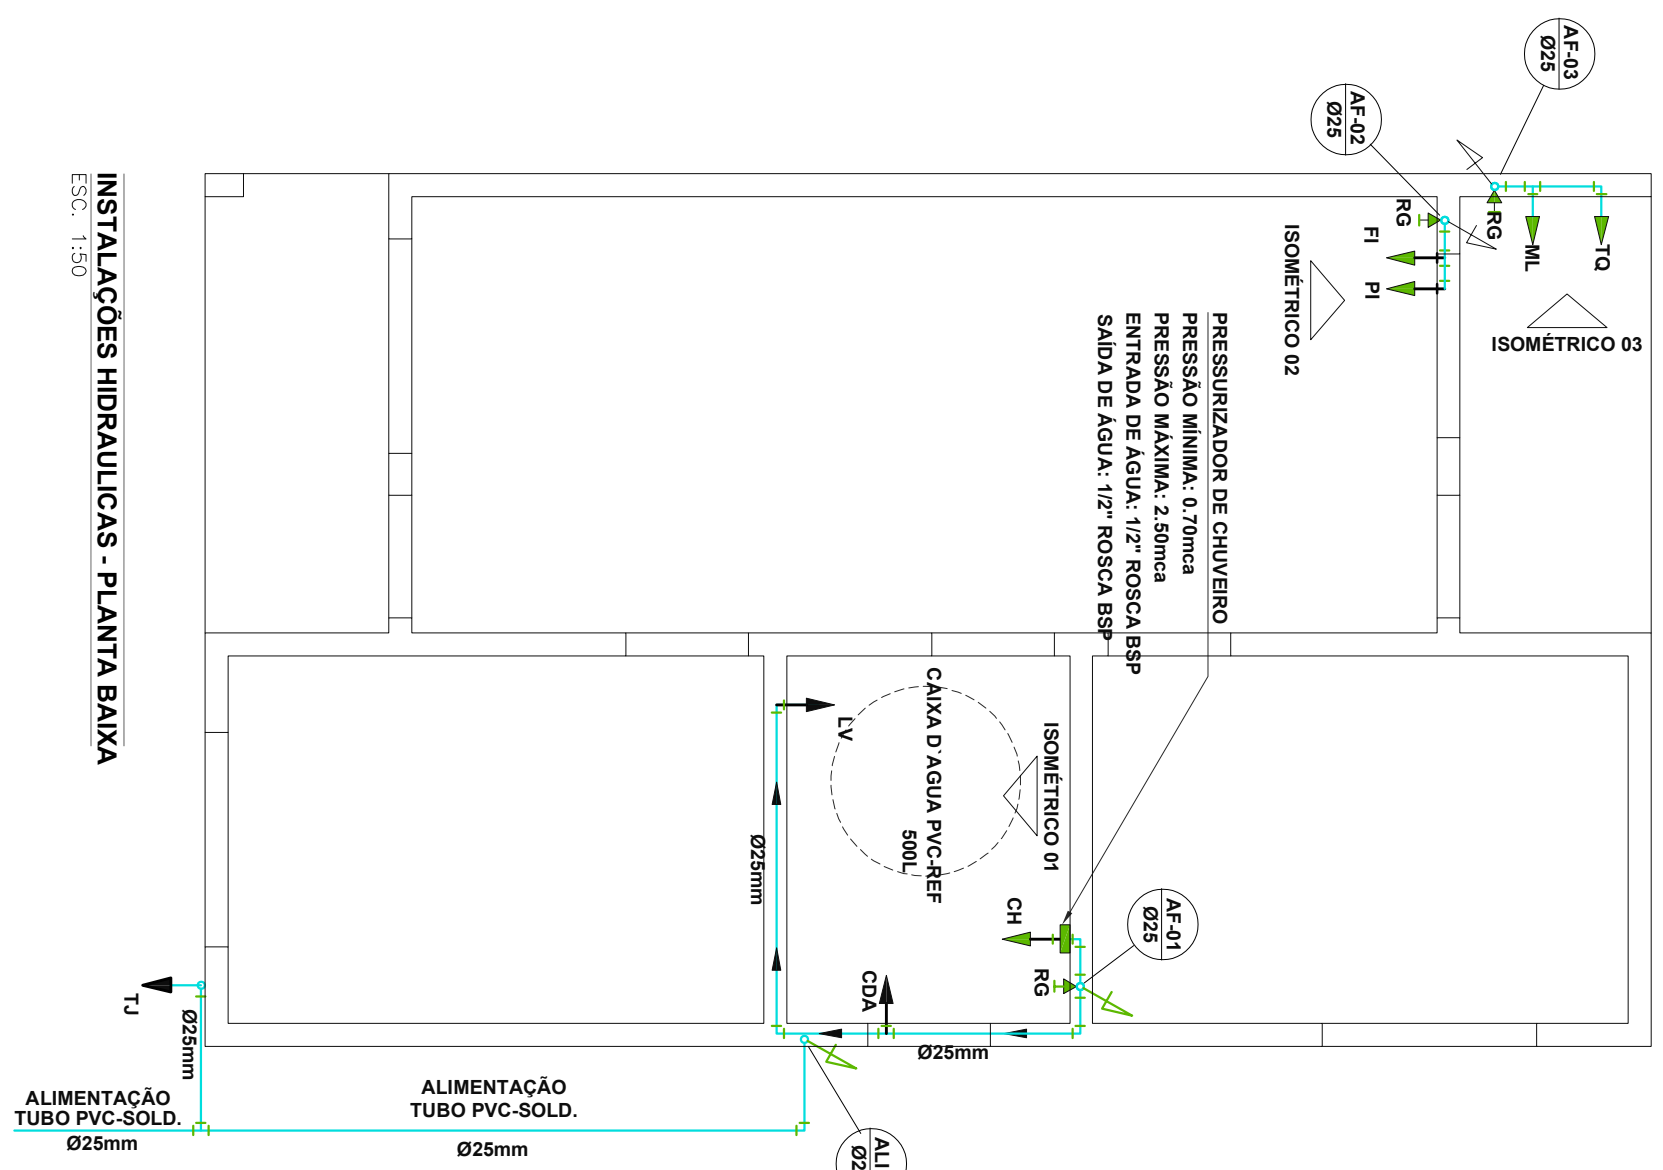 AF-03
Ø25
AF-02
Ø25
RG
RG
FI
PI
ML
TQ
ISOMÉTRICO 02
ISOMÉTRICO 03
PRESSURIZADOR DE CHUVEIRO
PRESSÃO MÍNIMA: 0.70mca
PRESSÃO MÁXIMA: 2.50mca
ENTRADA DE ÁGUA: 1/2" ROSCA BSP
SAÍDA DE ÁGUA: 1/2" ROSCA BSP
INSTALAÇÕES HIDRAULICAS - PLANTA BAIXA
ESC. 1:50
LV
CAIXA D`AGUA PVC-REF
500L
ISOMÉTRICO 01
Ø25mm
CH
AF-01
Ø25
RG
CDA
Ø25mm
TJ
Ø25mm
ALIMENTAÇÃO
TUBO PVC-SOLD.
Ø25mm
ALIMENTAÇÃO
TUBO PVC-SOLD.
Ø25mm
ALI
Ø2